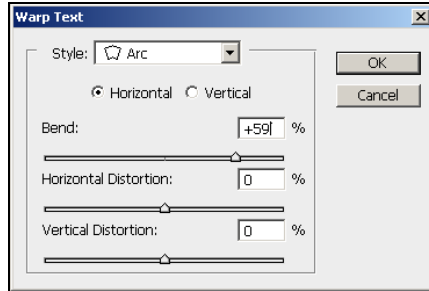 Warp Text
Style: Arc
OK
Horizontal Vertical
Cancel
Bend: +59 %
Horizontal Distortion: 0 %
Vertical Distortion: 0 %